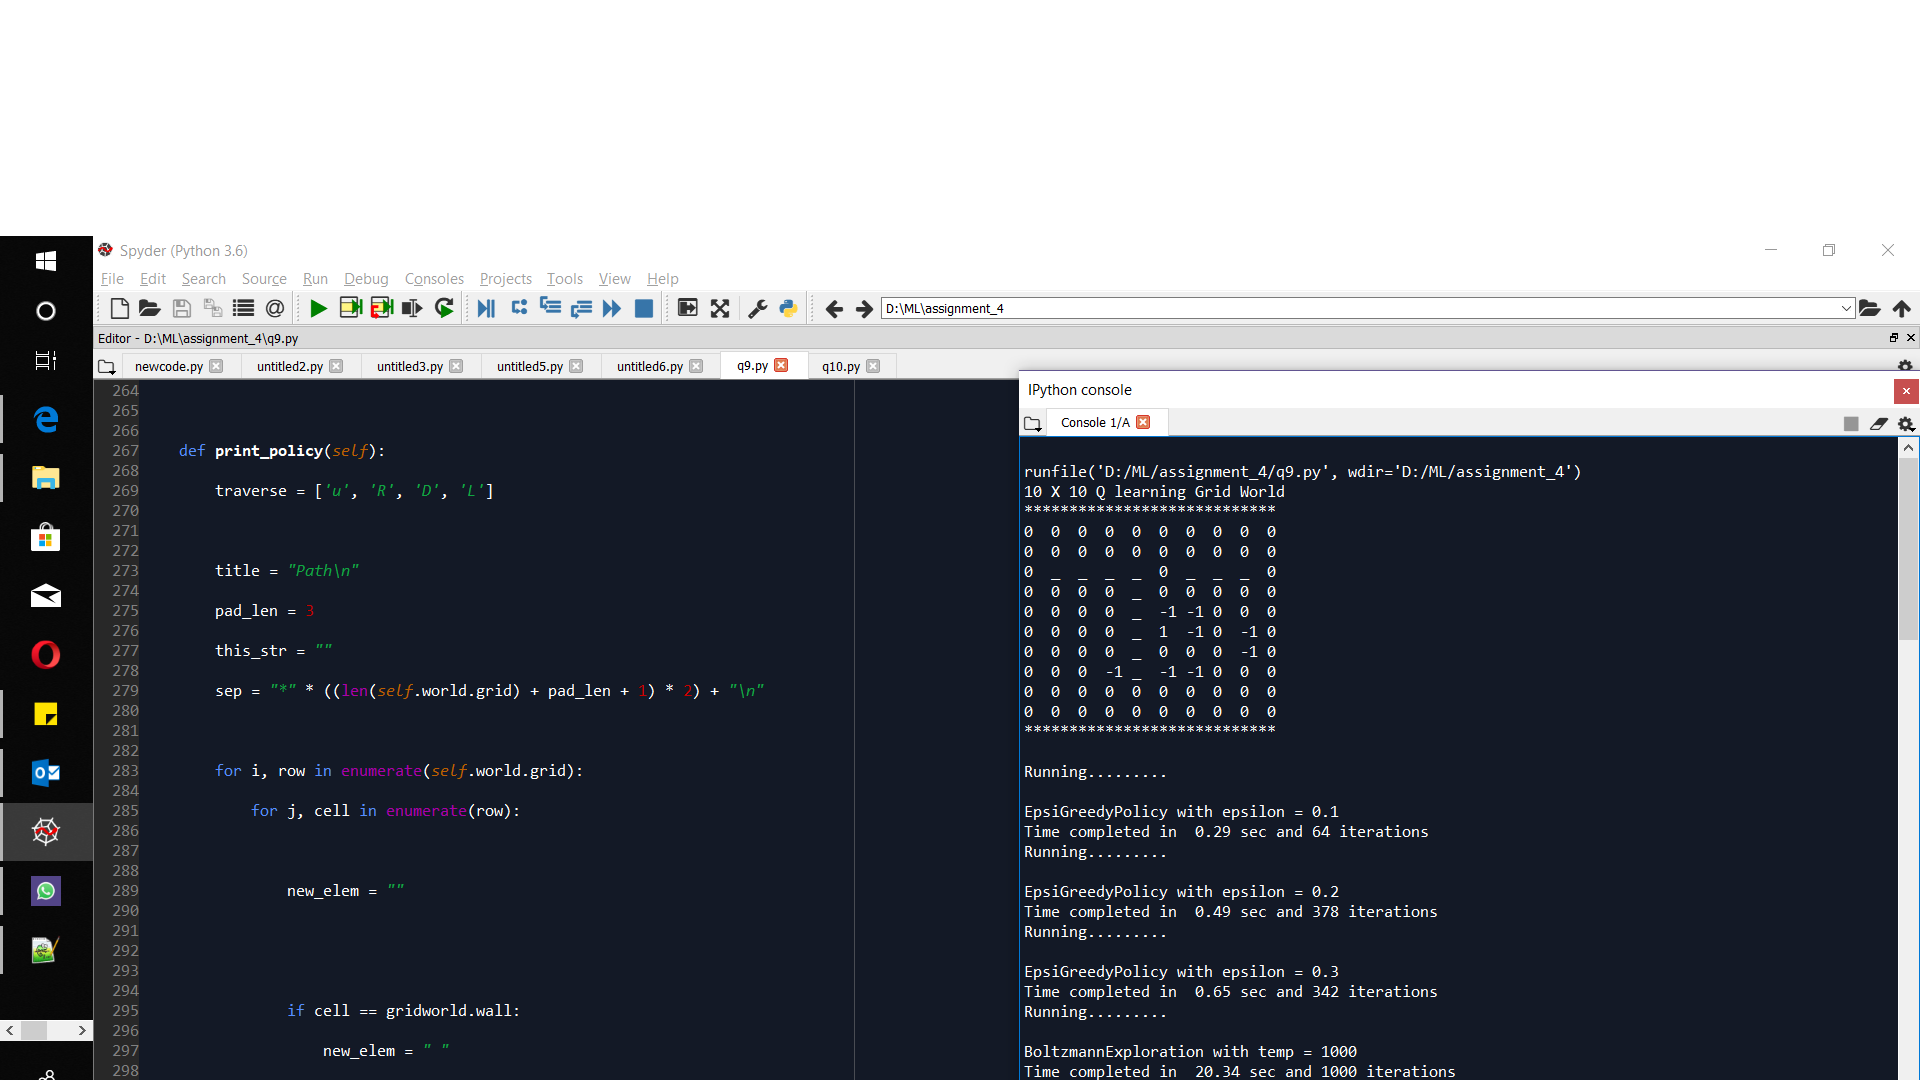 Spyder (Python 3.6)
File Edit Search Source Run Debug Consoles Projects Tools View Help
D:\ML\assignment_4
Editor - D:\ML\assignment_4\q9.py
newcode.py untitled2.py untitled3.py untitled5.py untitled6.py q9.py q10.py
264
265
266
267 def print_policy(self):
268
269 traverse = ['u', 'R', 'D', 'L']
270
271
272
273 title = "Path\n"
274
275 pad_len = 3
276
277 this_str = ""
278
279 sep = "*" * ((len(self.world.grid) + pad_len + 1) * 2) + "\n"
280
281
282
283 for i, row in enumerate(self.world.grid):
284
285 for j, cell in enumerate(row):
286
287
288
289 new_elem = ""
290
291
292
293
294
295 if cell == gridworld.wall:
296
297 new_elem = " "
298
IPython console
Console 1/A
runfile('D:/ML/assignment_4/q9.py', wdir='D:/ML/assignment_4')
10 X 10 Q learning Grid World
****************************
0 0 0 0 0 0 0 0 0 0
0 0 0 0 0 0 0 0 0 0
0 _ _ _ _ 0 _ _ _ 0
0 0 0 0 _ 0 0 0 0 0
0 0 0 0 _ -1 -1 0 0 0
0 0 0 0 _ 1 -1 0 -1 0
0 0 0 0 _ 0 0 0 -1 0
0 0 0 -1 _ -1 -1 0 0 0
0 0 0 0 0 0 0 0 0 0
0 0 0 0 0 0 0 0 0 0
****************************
Running.........
EpsiGreedyPolicy with epsilon = 0.1
Time completed in 0.29 sec and 64 iterations
Running.........
EpsiGreedyPolicy with epsilon = 0.2
Time completed in 0.49 sec and 378 iterations
Running.........
EpsiGreedyPolicy with epsilon = 0.3
Time completed in 0.65 sec and 342 iterations
Running.........
BoltzmannExploration with temp = 1000
Time completed in 20.34 sec and 1000 iterations